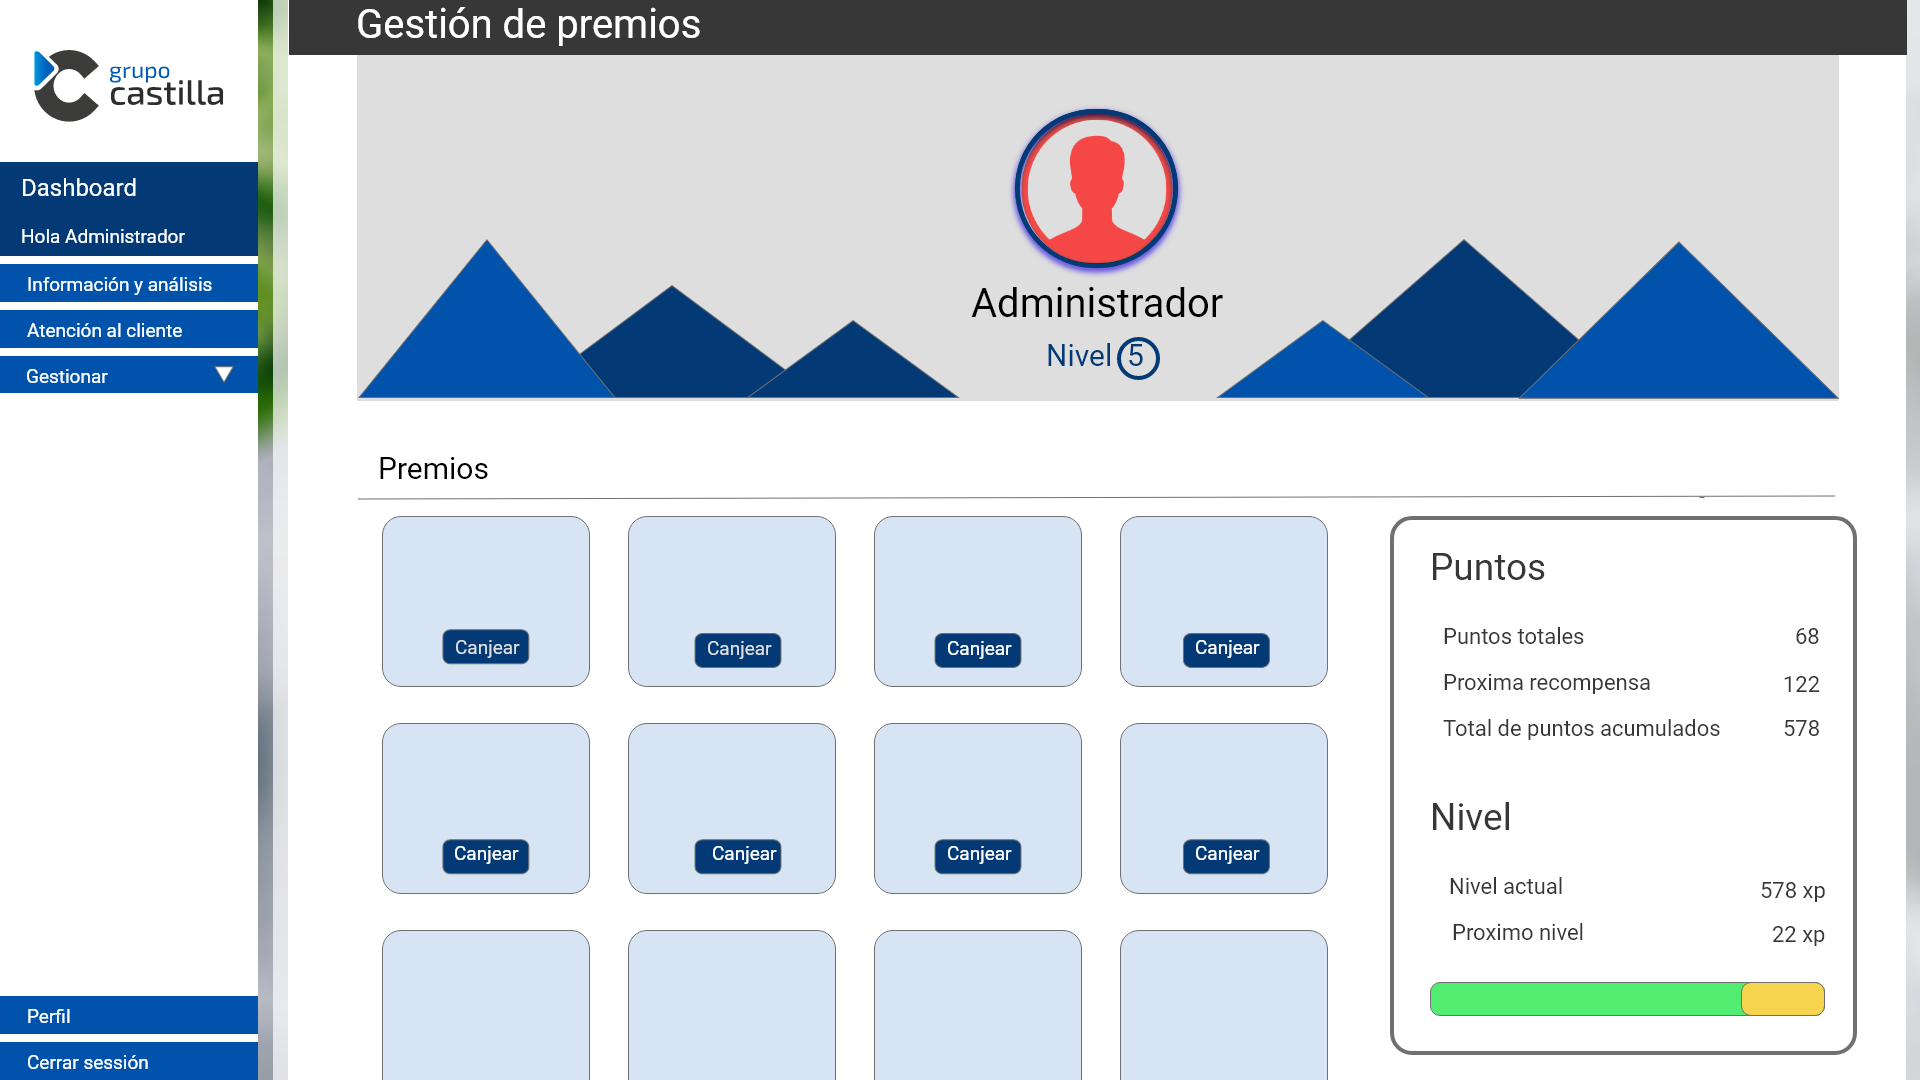 Gestión de premios
grupo
castilla
Dashboard
Hola Administrador
Información y análisis
Atención al cliente
Gestionar
Perfil
Cerrar sessión
Administrador
Nivel 5
Premios
Canjear
Canjear
Canjear
Canjear
Canjear
Canjear
Canjear
Canjear
Puntos
Puntos totales 68
Proxima recompensa 122
Total de puntos acumulados 578
Nivel
Nivel actual 578 xp
Proximo nivel 22 xp